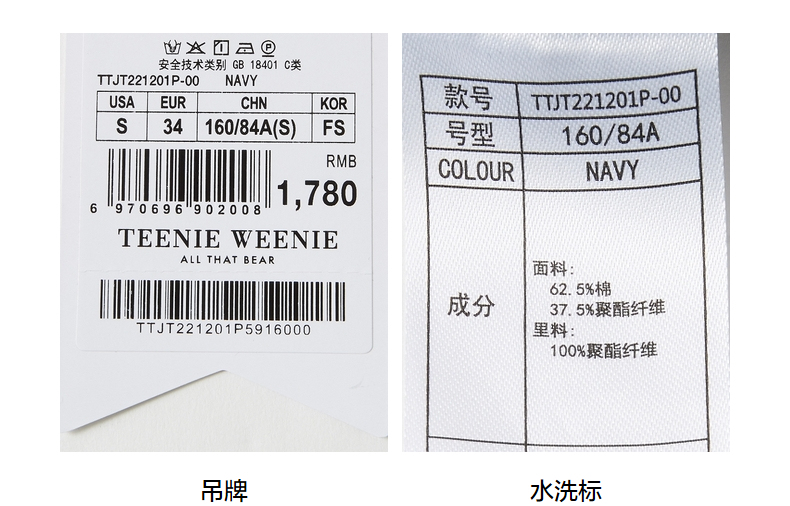 安全技术类别 GB 18401 C类
TTJT221201P-00 NAVY
USA EUR CHN KOR
S 34 160/84A(S) FS
RMB
1,780
6 970696 902008
TEENIE WEENIE
ALL THAT BEAR
TTJT221201P5916000
吊牌
款号 TTJT221201P-00
号型 160/84A
COLOUR NAVY
成分
面料:
62.5%棉
37.5%聚酯纤维
里料:
100%聚酯纤维
水洗标